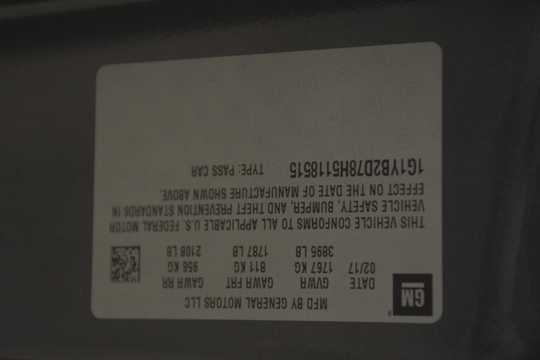 GM
MFD BY GENERAL MOTORS LLC
DATE GVWR GAWR FRT GAWR RR
02/17 1767 KG 811 KG 956 KG
3895 LB 1787 LB 2108 LB
THIS VEHICLE CONFORMS TO ALL APPLICABLE U.S. FEDERAL MOTOR
VEHICLE SAFETY, BUMPER, AND THEFT PREVENTION STANDARDS IN
EFFECT ON THE DATE OF MANUFACTURE SHOWN ABOVE.
1G1YB2D78H5118515 TYPE: PASS CAR